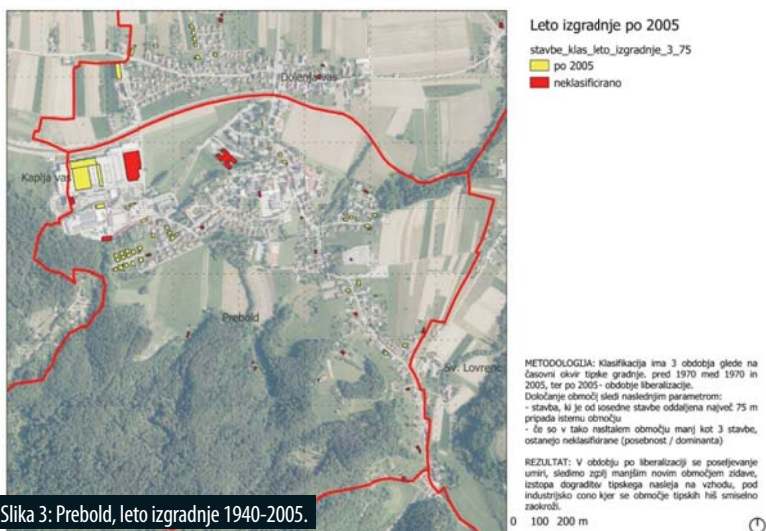 Leto izgradnje po 2005
stavbe_klas_leto_izgradnje_3_75
po 2005
neklasificirano
Dolenja vas
Kaplja vas
Prebold
Sv. Lovrenc
METODOLOGIJA: Klasifikacija ima 3 obdobja glede na
časovni okvir tipske gradnje. pred 1970 med 1970 in
2005, ter po 2005 - obdobje liberalizacije.
Določanje območij sledi naslednjim parametrom:
- stavba, ki je od sosedne stavbe oddaljena največ 75 m
pripada istemu območju
- če so v tako nastalem območju manj kot 3 stavbe,
ostanejo neklasifikirane (posebnost / dominanta)
REZULTAT: V obdobju po liberalizaciji se poseljevanje
umiri, sledimo zgolj manjšim novim območjem zidave,
izstopa dograditev tipskega naselja na vzhodu, pod
industrijsko cono kjer se območje tipskih hiš smiselno
zaokroži.
0 100 200 m
Slika 3: Prebold, leto izgradnje 1940-2005.